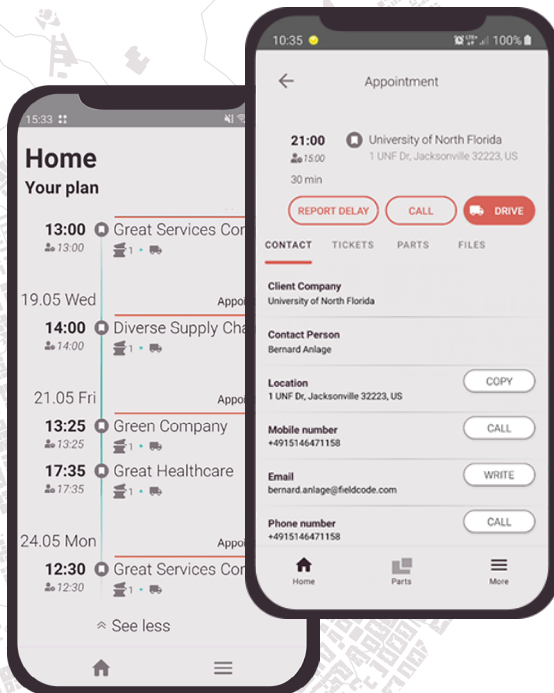 15:33
Home
Your plan
13:00 Great Services Cor
13:00 1
19.05 Wed Appoi
14:00 Diverse Supply Cha
14:00 1
21.05 Fri Appoi
13:25 Green Company
13:25 1
17:35 Great Healthcare
17:35 1
24.05 Mon Appoi
12:30 Great Services Cor
12:30 1
See less
10:35 100%
Appointment
21:00 University of North Florida
15:00 1 UNF Dr, Jacksonville 32223, US
30 min
REPORT DELAY CALL DRIVE
CONTACT TICKETS PARTS FILES
Client Company
University of North Florida
Contact Person
Bernard Anlage
Location COPY
1 UNF Dr, Jacksonville 32223, US
Mobile number CALL
+4915146471158
Email WRITE
bernard.anlage@fieldcode.com
Phone number CALL
+4915146471158
Home Parts More